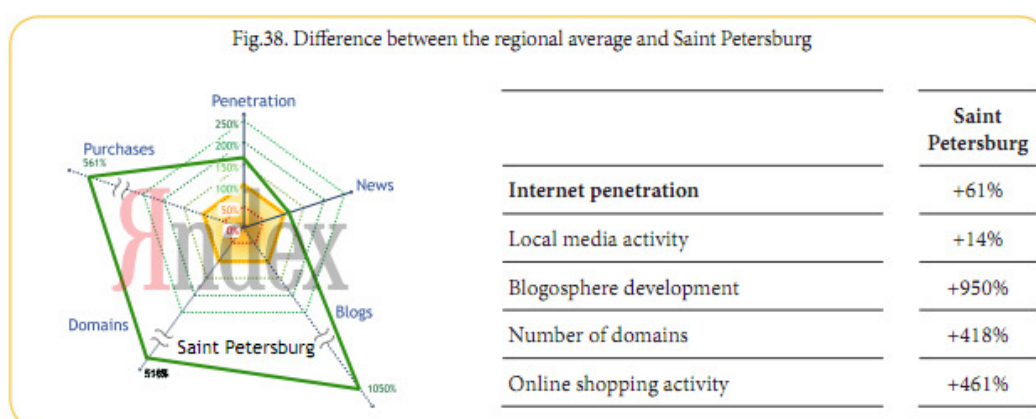 Fig.38. Difference between the regional average and Saint Petersburg
Penetration
250%
200%
150%
100%
50%
0%
Purchases
561%
News
Яndex
Blogs
Domains
Saint Petersburg
1050%
Saint
Petersburg
Internet penetration
+61%
Local media activity
+14%
Blogosphere development
+950%
Number of domains
+418%
Online shopping activity
+461%